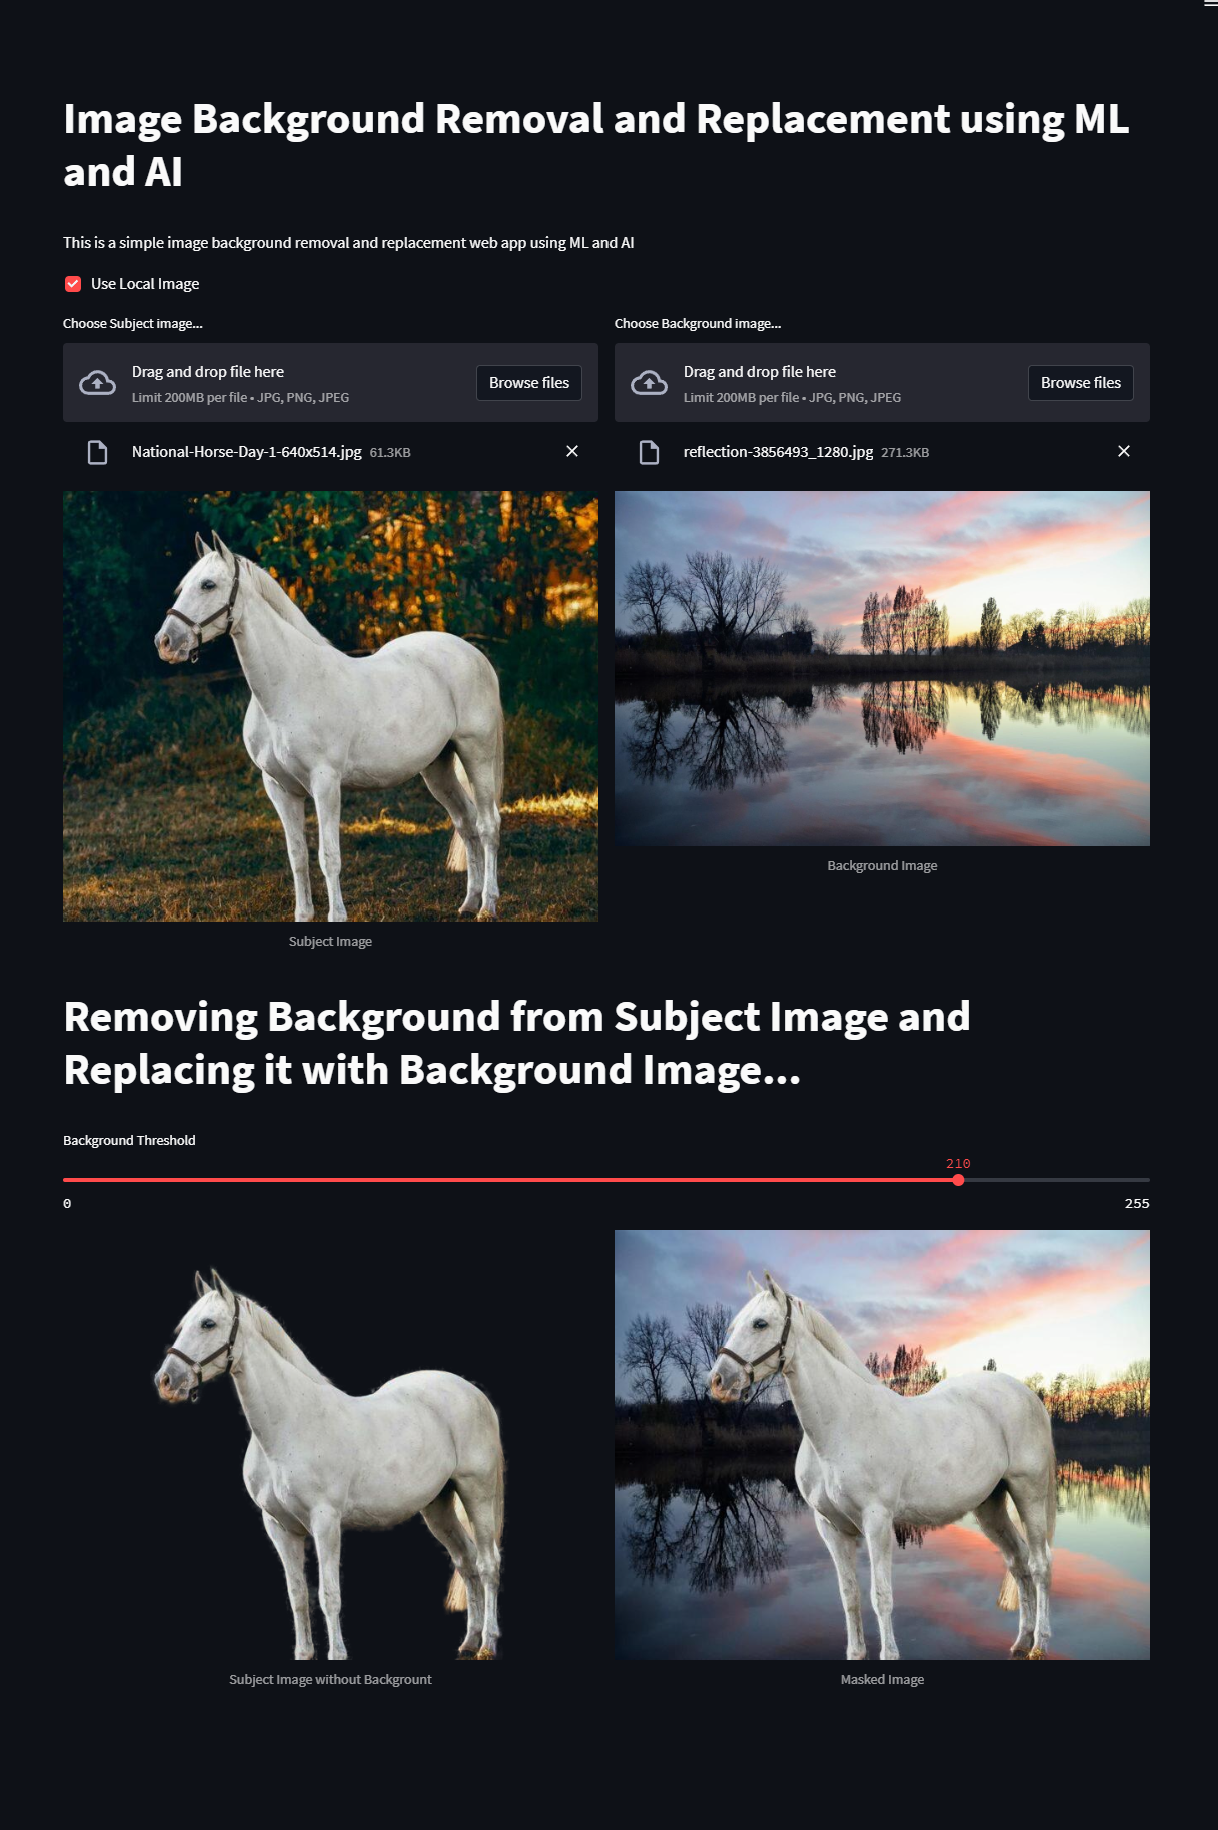 Image Background Removal and Replacement using ML
and AI
This is a simple image background removal and replacement web app using ML and AI
Use Local Image
Choose Subject image...
Drag and drop file here
Limit 200MB per file • JPG, PNG, JPEG
Browse files
National-Horse-Day-1-640x514.jpg 61.3KB
Subject Image
Choose Background image...
Drag and drop file here
Limit 200MB per file • JPG, PNG, JPEG
Browse files
reflection-3856493_1280.jpg 271.3KB
Background Image
Removing Background from Subject Image and
Replacing it with Background Image...
Background Threshold
210
0
255
Subject Image without Backgrount
Masked Image